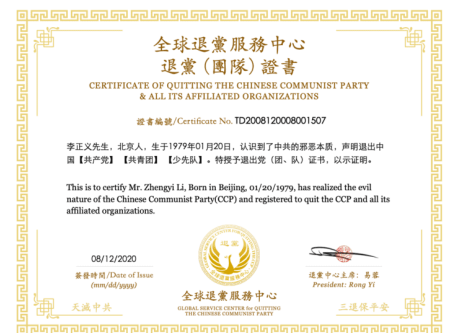 全球退黨服務中心
退黨（團隊）證書
CERTIFICATE OF QUITTING THE CHINESE COMMUNIST PARTY
& ALL ITS AFFILIATED ORGANIZATIONS
證書編號/Certificate No. TD2008120008001507
李正义先生，北京人，生于1979年01月20日，认识到了中共的邪恶本质，声明退出中
国【共产党】【共青团】【少先队】。特授予退出党（团、队）证书，以示证明。
This is to certify Mr. Zhengyi Li, Born in Beijing, 01/20/1979, has realized the evil
nature of the Chinese Communist Party(CCP) and registered to quit the CCP and all its
affiliated organizations.
08/12/2020
簽發時間/Date of Issue
(mm/dd/yyyy)
退黨
全球退黨服務中心
GLOBAL SERVICE CENTER for QUITTING
THE CHINESE COMMUNIST PARTY
退黨中心主席：易蓉
President: Rong Yi
天滅中共
三退保平安